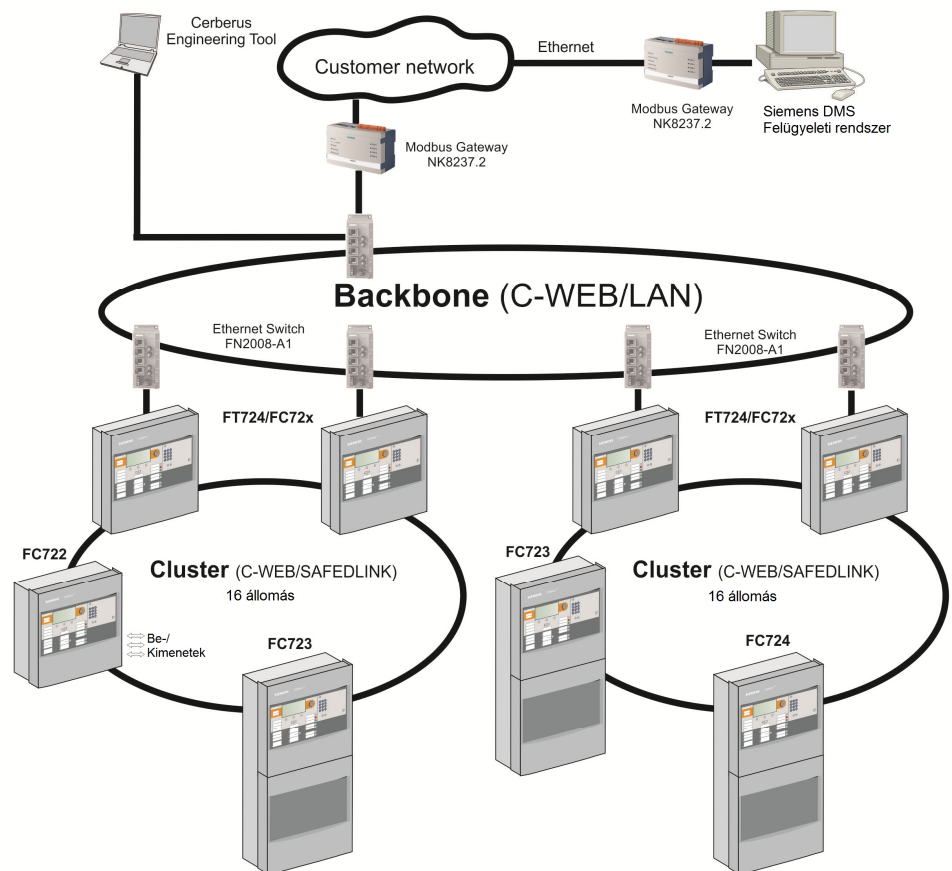 Cerberus
Engineering Tool
Customer network
Ethernet
Modbus Gateway
NK8237.2
Siemens DMS
Felügyeleti rendszer
Modbus Gateway
NK8237.2
Backbone (C-WEB/LAN)
Ethernet Switch
FN2008-A1
Ethernet Switch
FN2008-A1
FT724/FC72x
FT724/FC72x
FC722
Cluster (C-WEB/SAFEDLINK)
16 állomás
FC723
Cluster (C-WEB/SAFEDLINK)
16 állomás
Be-/
Kimenetek
FC723
FC724